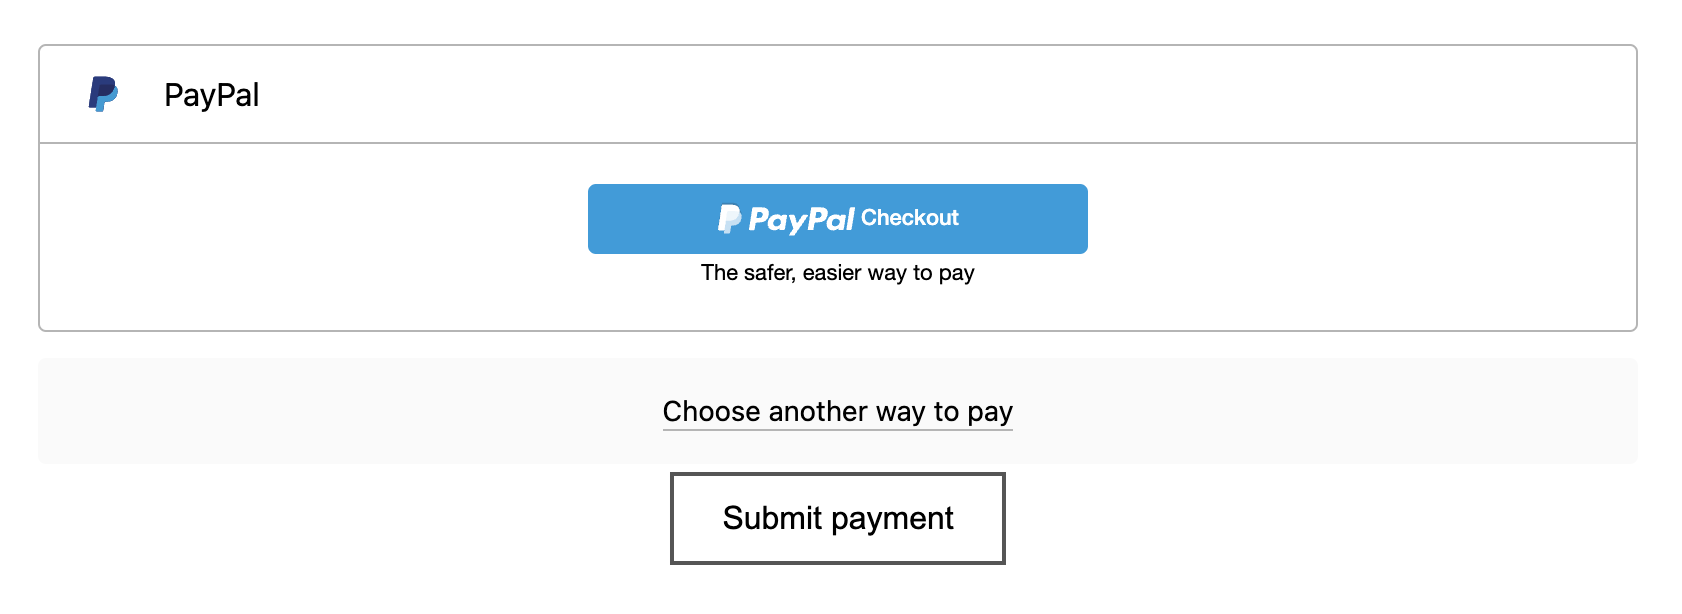 PayPal
PayPal Checkout
The safer, easier way to pay
Choose another way to pay
Submit payment